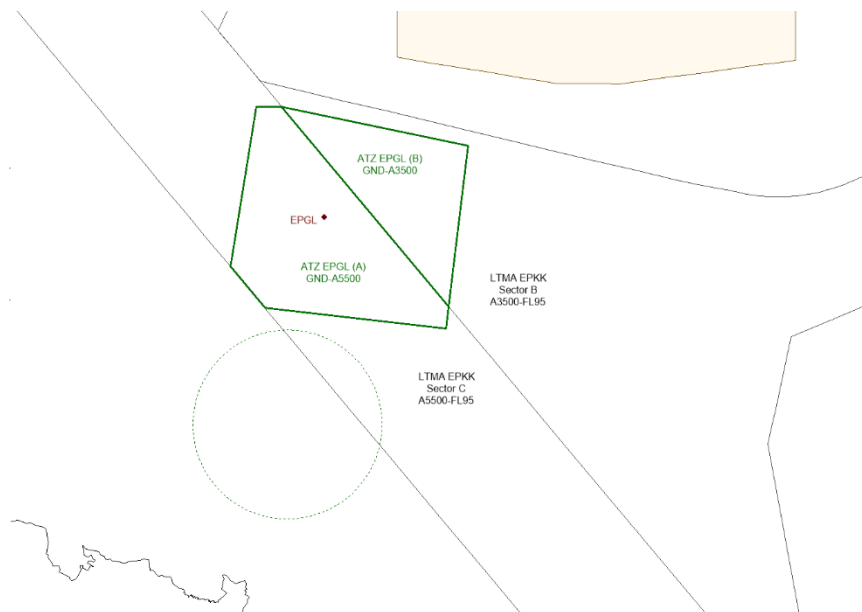 ATZ EPGL (B)
GND-A3500
EPGL
ATZ EPGL (A)
GND-A5500
LTMA EPKK
Sector B
A3500-FL95
LTMA EPKK
Sector C
A5500-FL95